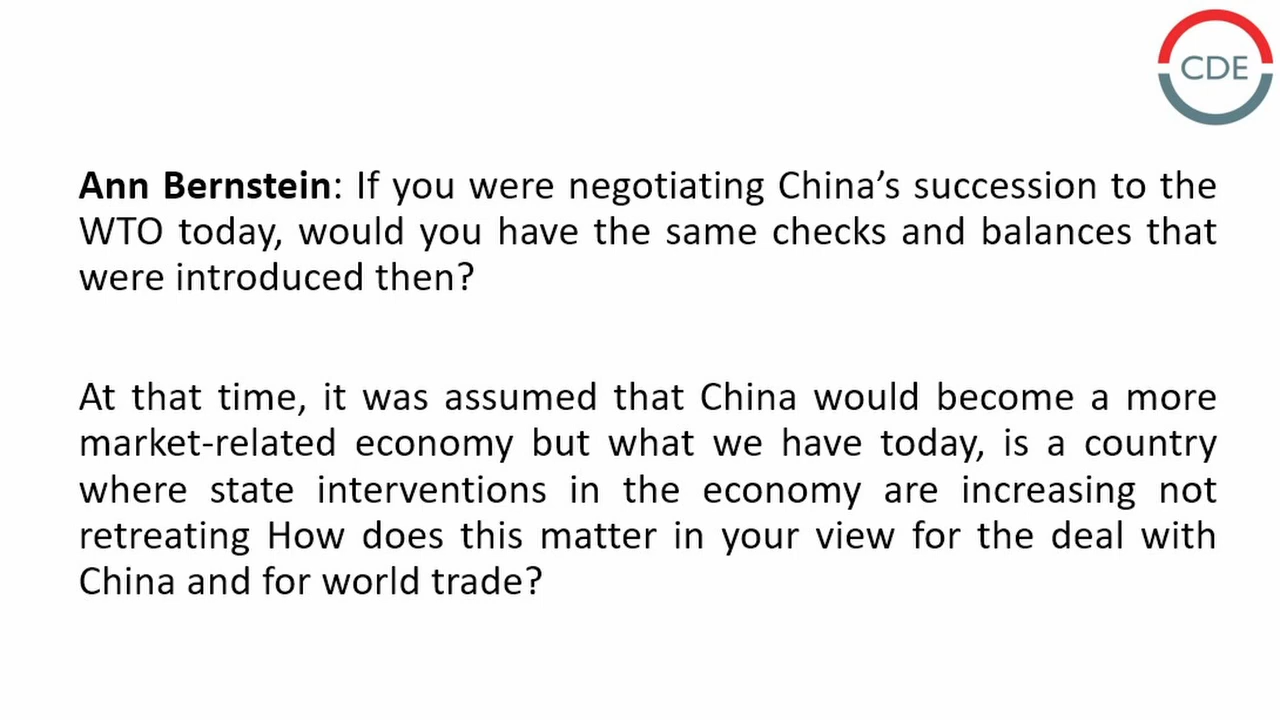 CDE
Ann Bernstein: If you were negotiating China’s succession to the
WTO today, would you have the same checks and balances that
were introduced then?
At that time, it was assumed that China would become a more
market-related economy but what we have today, is a country
where state interventions in the economy are increasing not
retreating How does this matter in your view for the deal with
China and for world trade?